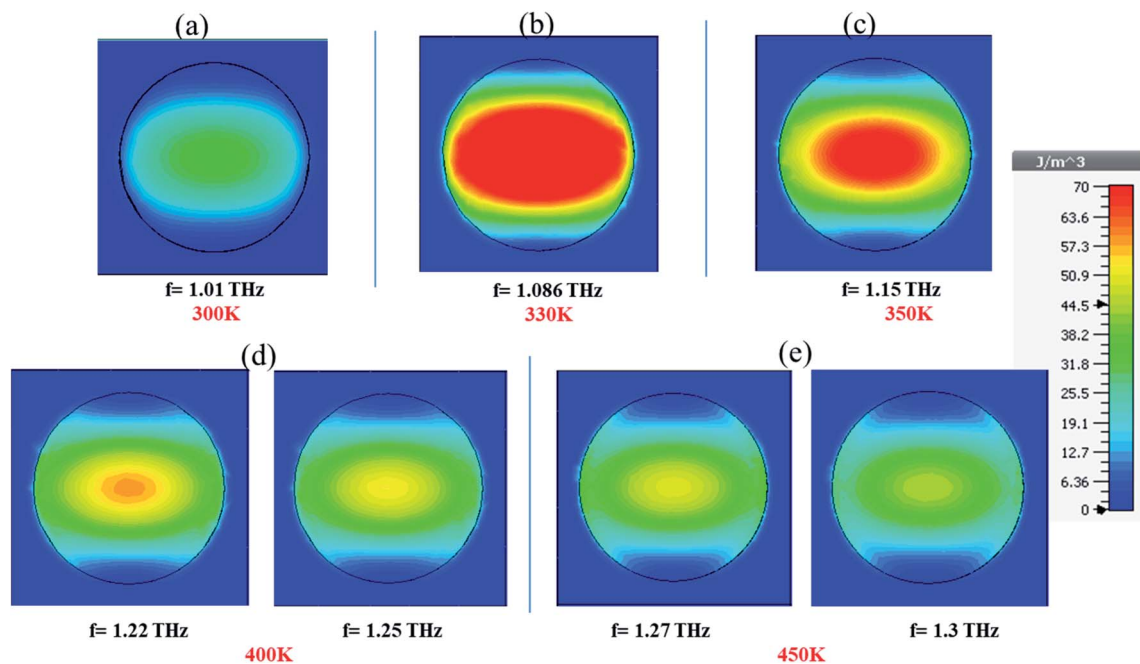 (a)
(b)
(c)
f= 1.01 THz
300K
f= 1.086 THz
330K
f= 1.15 THz
350K
J/m^3
70
63.6
57.3
50.9
44.5
38.2
31.8
25.5
19.1
12.7
6.36
0
(d)
(e)
f= 1.22 THz
f= 1.25 THz
400K
f= 1.27 THz
f= 1.3 THz
450K